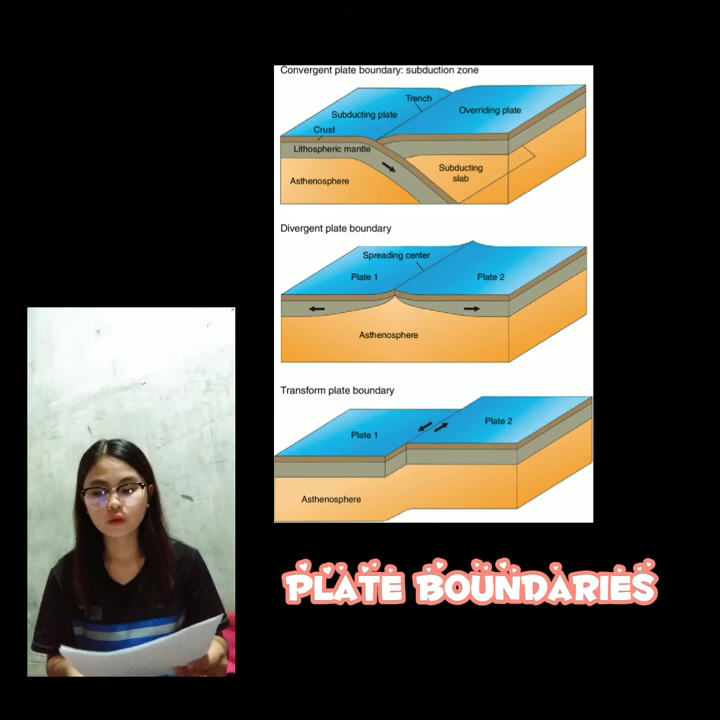 Convergent plate boundary: subduction zone
Trench
Subducting plate
Overriding plate
Crust
Lithospheric mantle
Asthenosphere
Subducting
slab
Divergent plate boundary
Spreading center
Plate 1
Plate 2
Asthenosphere
Transform plate boundary
Plate 1
Plate 2
Asthenosphere
PLATE BOUNDARIES